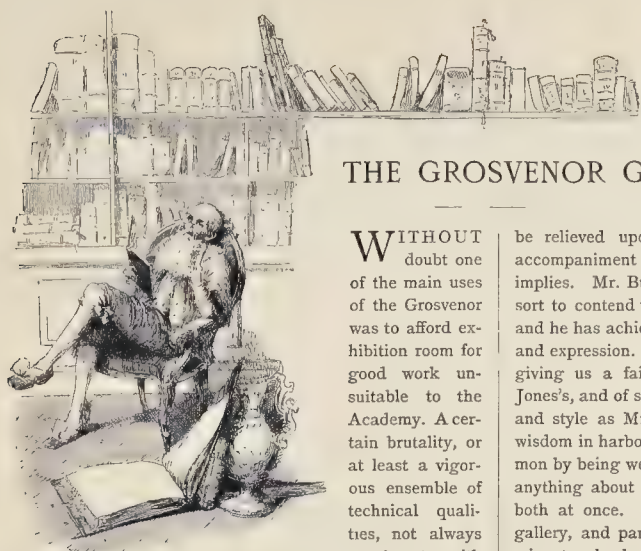 THE GROSVENOR G
WITHOUT
doubt one
of the main uses
of the Grosvenor
was to afford ex-
hibition room for
good work un-
suitable to the
Academy. A cer-
tain brutality, or
at least a vigor-
ous ensemble of
technical quali-
ties, not always
be relieved upo
accompaniment
implies. Mr.
sort to contend
and he has achie
and expression.
giving us a fai
Jones's, and of s
and style as M
wisdom in harbo
mon by being we
anything about
both at once.
gallery, and par